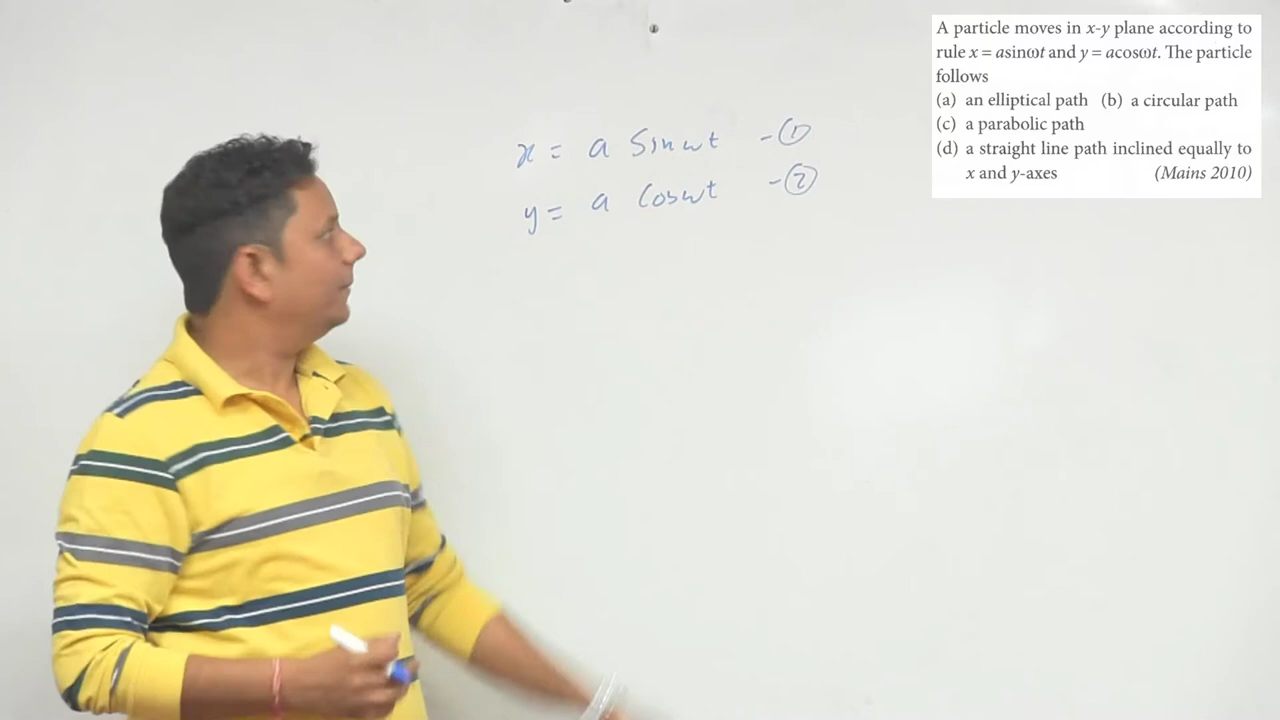 x = a Sinωt -①
y = a Cosωt -②
A particle moves in x-y plane according to
rule x = asinωt and y = acosωt. The particle
follows
(a) an elliptical path (b) a circular path
(c) a parabolic path
(d) a straight line path inclined equally to
x and y-axes (Mains 2010)